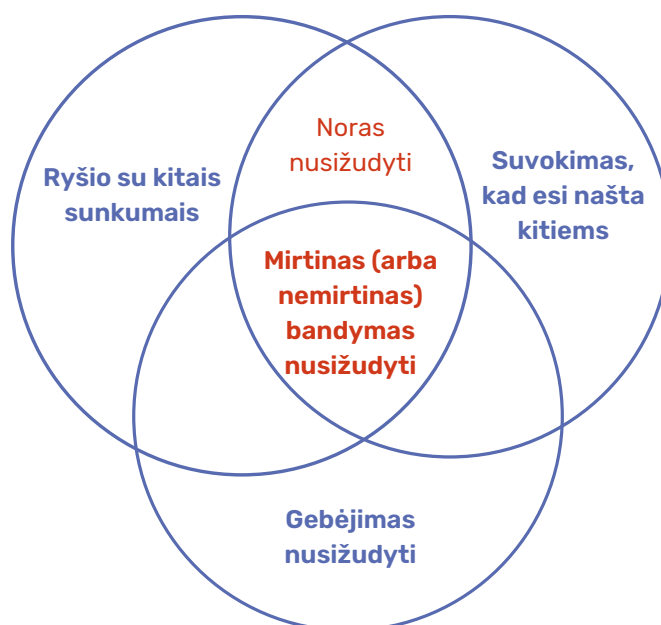 Noras
nusižudyti
Ryšio su kitais
sunkumais
Suvokimas,
kad esi našta
kitiems
Mirtinas (arba
nemirtinas)
bandymas
nusižudyti
Gebėjimas
nusižudyti